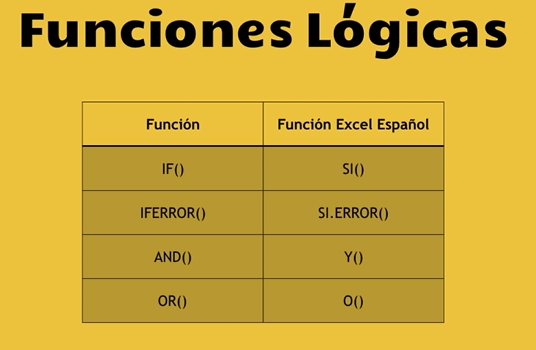 Funciones Lógicas
Función Función Excel Español
IF() SI()
IFERROR() SI.ERROR()
AND() Y()
OR() O()